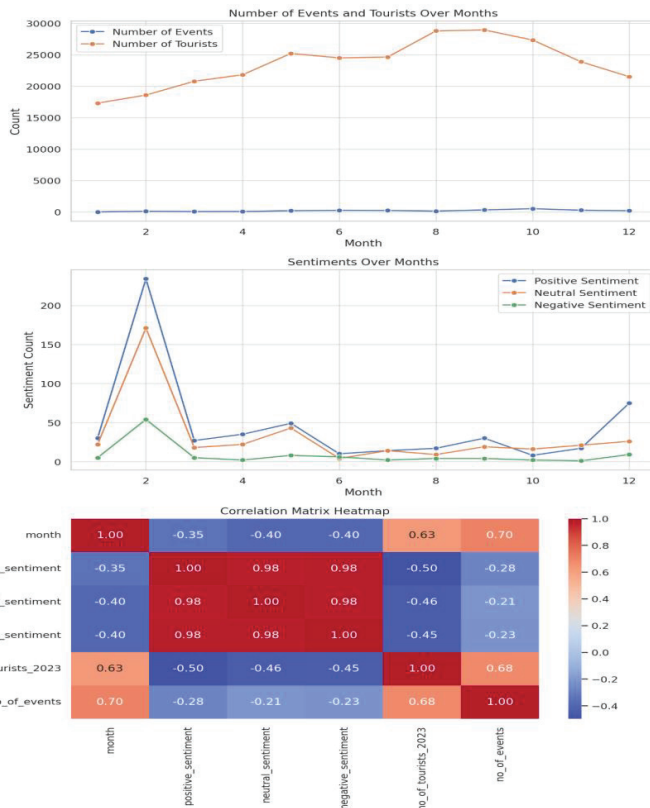 Number of Events and Tourists Over Months
Number of Events
Number of Tourists
30000
25000
20000
15000
10000
5000
0
Count
2 4 6 8 10 12
Month
Sentiments Over Months
Positive Sentiment
Neutral Sentiment
Negative Sentiment
200
150
100
50
0
Sentiment Count
2 4 6 8 10 12
Month
Correlation Matrix Heatmap
month 1.00 -0.35 -0.40 -0.40 0.63 0.70
_sentiment -0.35 1.00 0.98 0.98 -0.50 -0.28
_sentiment -0.40 0.98 1.00 0.98 -0.46 -0.21
_sentiment -0.40 0.98 0.98 1.00 -0.45 -0.23
urists_2023 0.63 -0.50 -0.46 -0.45 1.00 0.68
o_of_events 0.70 -0.28 -0.21 -0.23 0.68 1.00
month
positive_sentiment
neutral_sentiment
negative_sentiment
no_of_tourists_2023
no_of_events
1.0
0.8
0.6
0.4
0.2
0.0
−0.2
−0.4